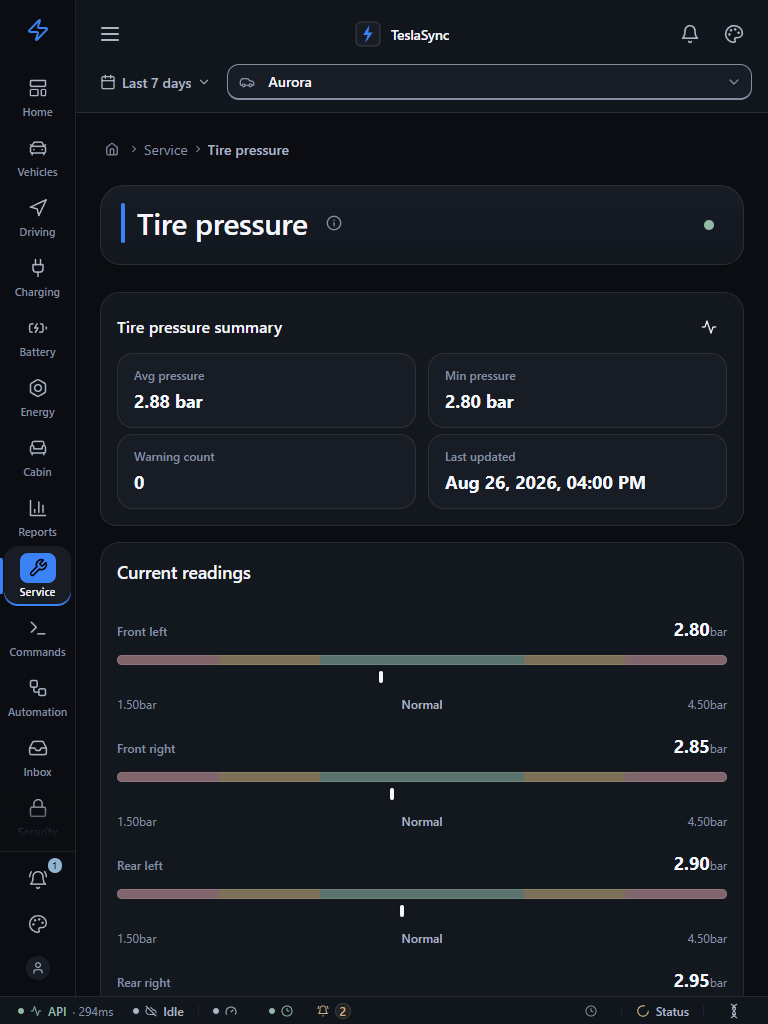 TeslaSync
Last 7 days
Aurora
Home
Vehicles
Driving
Charging
Battery
Energy
Cabin
Reports
Service
Commands
Automation
Inbox
Security
1
Service
Tire pressure
Tire pressure
Tire pressure summary
Avg pressure
2.88 bar
Min pressure
2.80 bar
Warning count
0
Last updated
Aug 26, 2026, 04:00 PM
Current readings
Front left
2.80bar
1.50bar
Normal
4.50bar
Front right
2.85bar
1.50bar
Normal
4.50bar
Rear left
2.90bar
1.50bar
Normal
4.50bar
Rear right
2.95bar
API · 294ms
Idle
2
Status